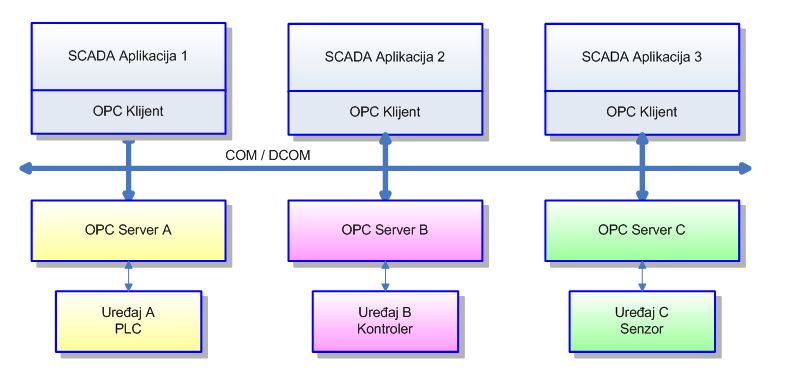 SCADA Aplikacija 1
SCADA Aplikacija 2
SCADA Aplikacija 3
OPC Klijent
OPC Klijent
OPC Klijent
COM / DCOM
OPC Server A
OPC Server B
OPC Server C
Uređaj A
PLC
Uređaj B
Kontroler
Uređaj C
Senzor